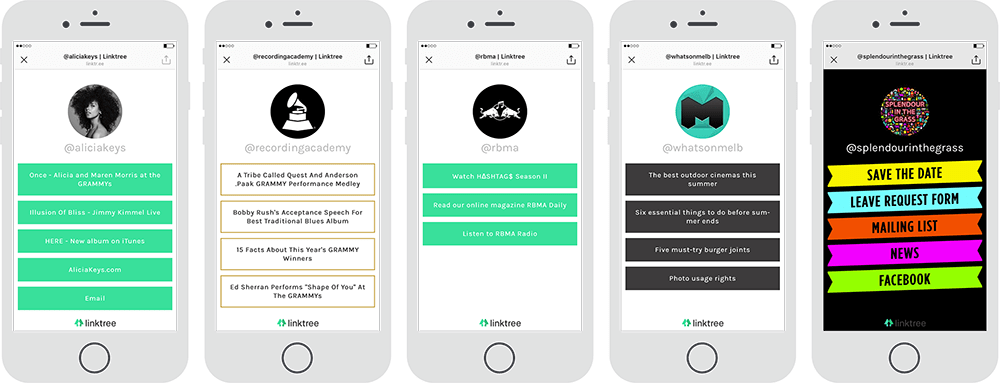 @aliciakeys | Linktree
linktr.ee
@aliciakeys
Once - Alicia and Maren Morris at the
GRAMMYs
Illusion Of Bliss - Jimmy Kimmel Live
HERE - New album on iTunes
AliciaKeys.com
Email
linktree
@recordingacademy | Linktree
linktr.ee
@recordingacademy
A Tribe Called Quest And Anderson
.Paak GRAMMY Performance Medley
Bobby Rush's Acceptance Speech For
Best Traditional Blues Album
15 Facts About This Year's GRAMMY
Winners
Ed Sherran Performs "Shape Of You" At
The GRAMMYs
linktree
@rbma | Linktree
linktr.ee
@rbma
Watch H∆SHTAG$ Season II
Read our online magazine RBMA Daily
Listen to RBMA Radio
linktree
@whatsonmelb | Linktree
linktr.ee
M
@whatsonmelb
The best outdoor cinemas this
summer
Six essential things to do before sum-
mer ends
Five must-try burger joints
Photo usage rights
linktree
@splendourinthegrass | Linktree
linktr.ee
SPLENDOUR
IN THE
GRASS
@splendourinthegrass
SAVE THE DATE
LEAVE REQUEST FORM
MAILING LIST
NEWS
FACEBOOK
linktree